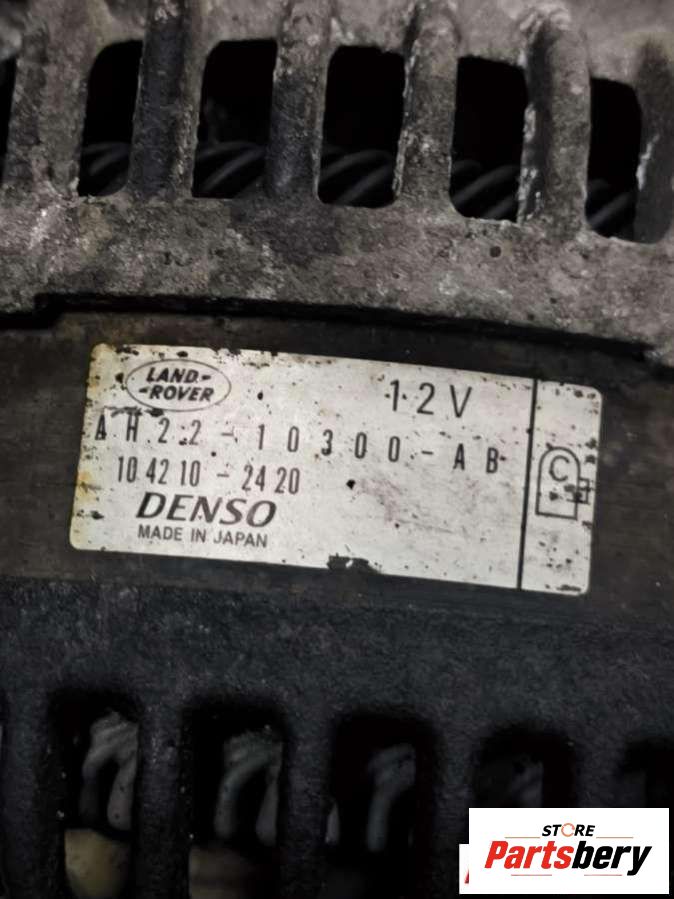 LAND-
-ROVER
12V
AH22-10300-AB
104210-2420
DENSO
MADE IN JAPAN
C
STORE
Partsbery